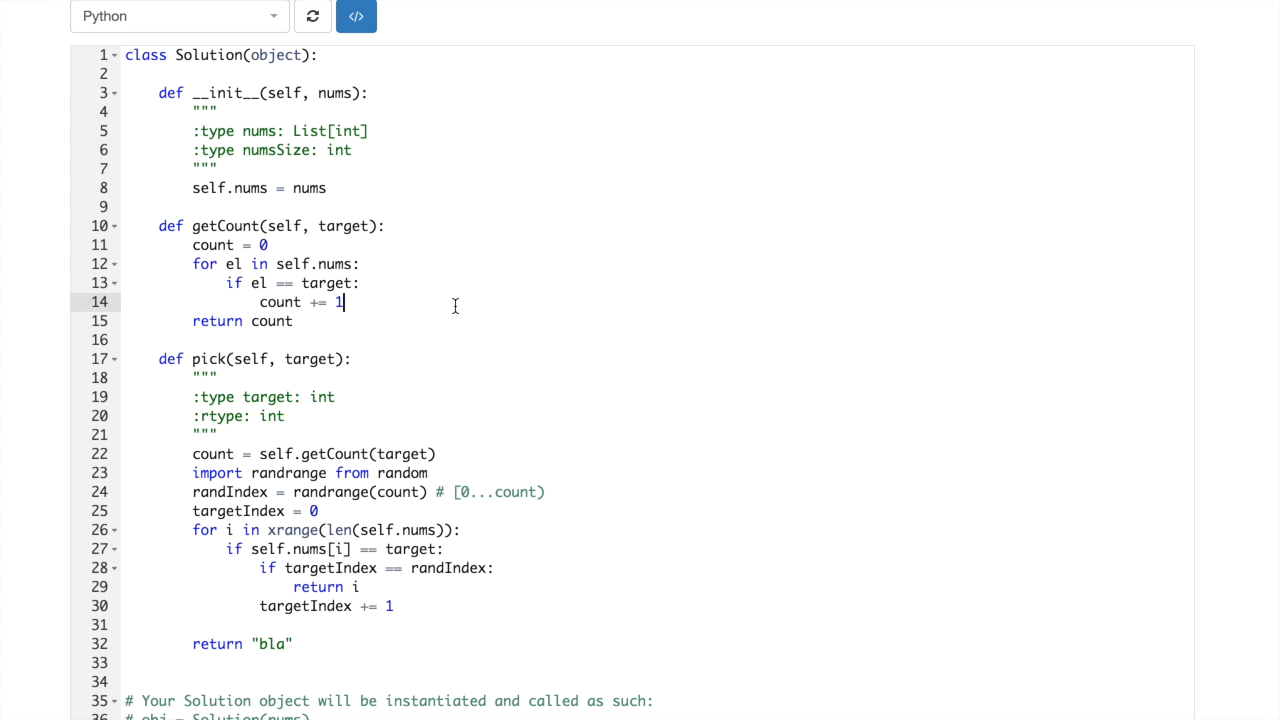 Python
1 class Solution(object):
2
3     def __init__(self, nums):
4         """
5         :type nums: List[int]
6         :type numsSize: int
7         """
8         self.nums = nums
9
10     def getCount(self, target):
11         count = 0
12         for el in self.nums:
13             if el == target:
14                 count += 1
15         return count
16
17     def pick(self, target):
18         """
19         :type target: int
20         :rtype: int
21         """
22         count = self.getCount(target)
23         import randrange from random
24         randIndex = randrange(count) # [0...count)
25         targetIndex = 0
26         for i in xrange(len(self.nums)):
27             if self.nums[i] == target:
28                 if targetIndex == randIndex:
29                     return i
30                 targetIndex += 1
31
32         return "bla"
33
34
35 # Your Solution object will be instantiated and called as such:
36 # obj = Solution(nums)